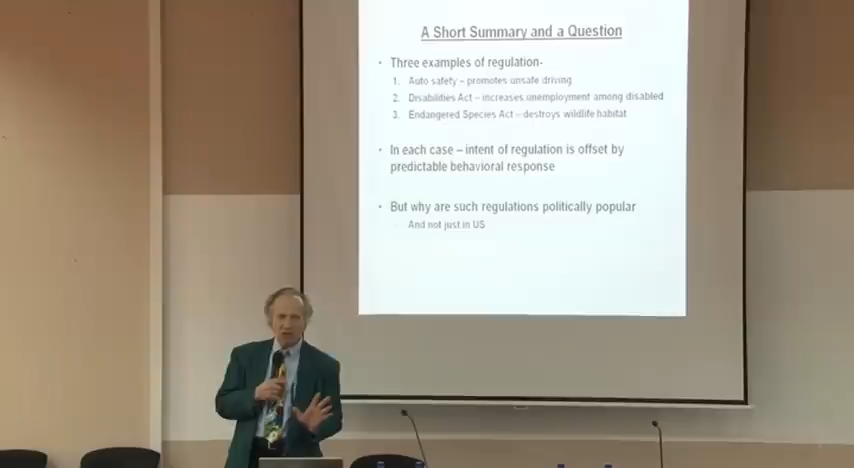 A Short Summary and a Question
• Three examples of regulation-
1. Auto safety – promotes unsafe driving
2. Disabilities Act – increases unemployment among disabled
3. Endangered Species Act – destroys wildlife habitat
• In each case – intent of regulation is offset by
predictable behavioral response
• But why are such regulations politically popular
– And not just in US